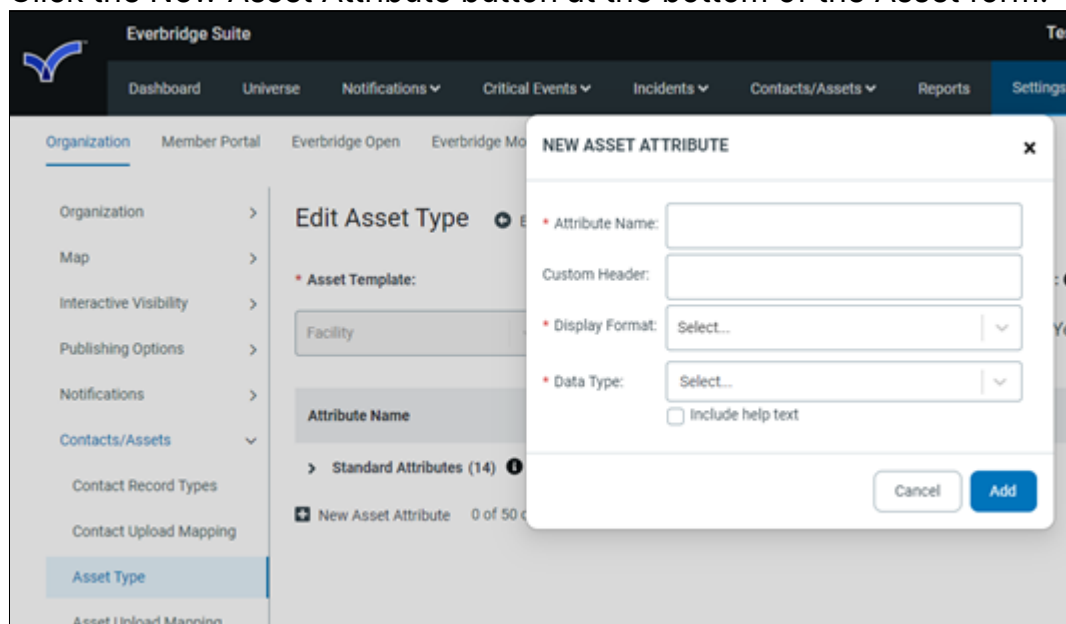 Click the New Asset Attribute button at the bottom of the Asset form.
Everbridge Suite
Dashboard Universe Notifications Critical Events Incidents Contacts/Assets Reports Settings
Organization Member Portal Everbridge Open Everbridge Mo
NEW ASSET ATTRIBUTE
* Attribute Name:
Custom Header:
* Display Format: Select...
* Data Type: Select...
Include help text
Cancel Add
Organization
Map
Interactive Visibility
Publishing Options
Notifications
Contacts/Assets
Contact Record Types
Contact Upload Mapping
Asset Type
Asset Upload Mapping
Edit Asset Type
* Asset Template:
Facility
Attribute Name
Standard Attributes (14)
New Asset Attribute 0 of 50